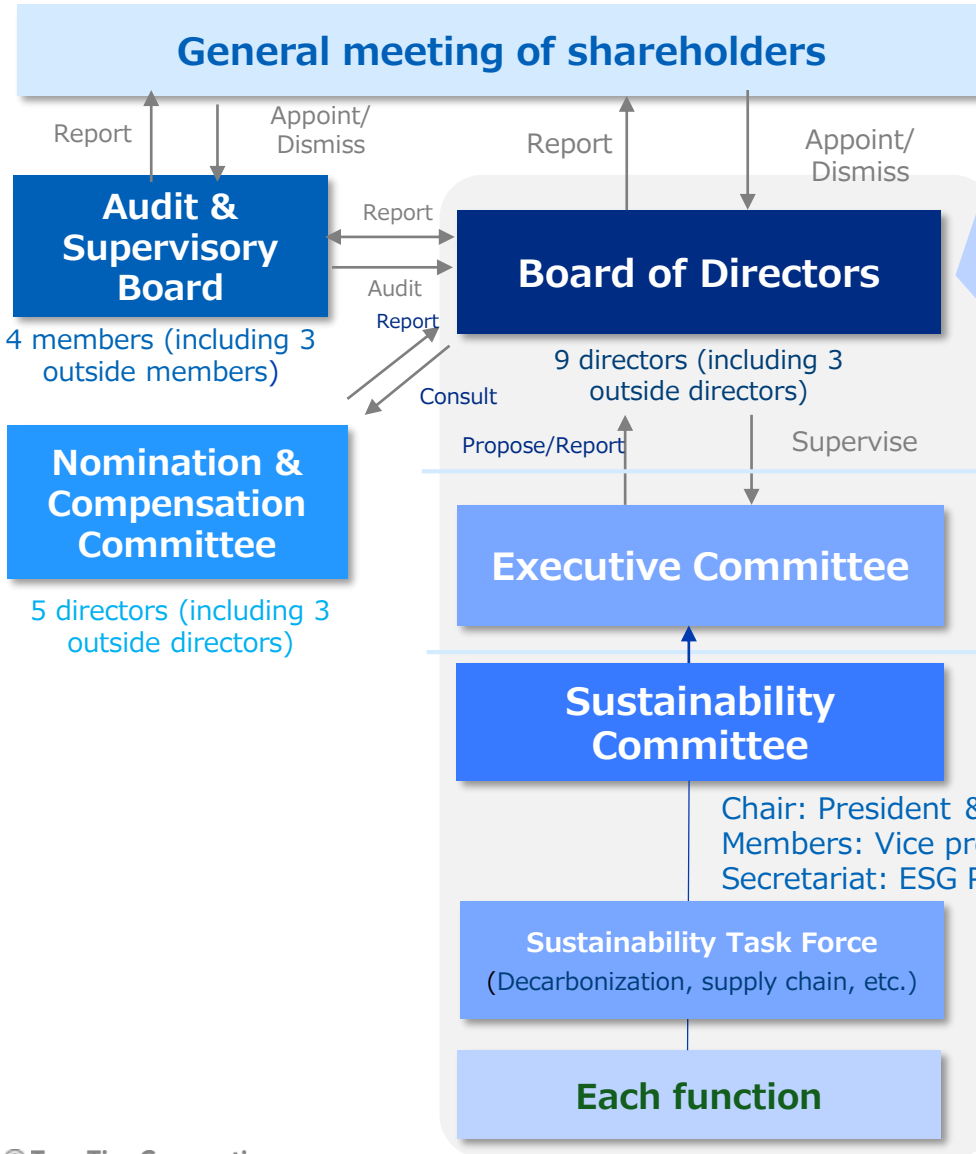 General meeting of shareholders
Report
Appoint/
Dismiss
Report
Appoint/
Dismiss
Audit &
Supervisory
Board
Report
Audit
Board of Directors
4 members (including 3
outside members)
Report
Consult
9 directors (including 3
outside directors)
Propose/Report
Supervise
Nomination &
Compensation
Committee
5 directors (including 3
outside directors)
Executive Committee
Sustainability
Committee
Chair: President &
Members: Vice
Secretariat: ESG
Sustainability Task Force
(Decarbonization, supply chain, etc.)
Each function